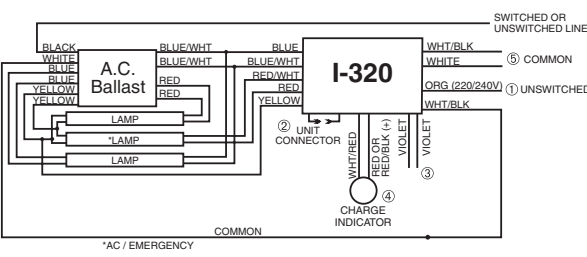 SWITCHED OR
UNSWITCHED LINE
BLACK
WHITE
BLUE
BLUE
YELLOW
YELLOW
A.C.
Ballast
BLUE/WHT
BLUE/WHT
RED
RED
BLUE
BLUE/WHT
RED/WHT
RED
YELLOW
I-320
WHT/BLK
WHITE
⑤ COMMON
ORG (220/240V)
① UNSWITCHED
WHT/BLK
LAMP
*LAMP
LAMP
② UNIT
CONNECTOR
WHT/RED
RED OR
RED/BLK (+)
VIOLET
VIOLET
③
④
CHARGE
INDICATOR
COMMON
*AC / EMERGENCY